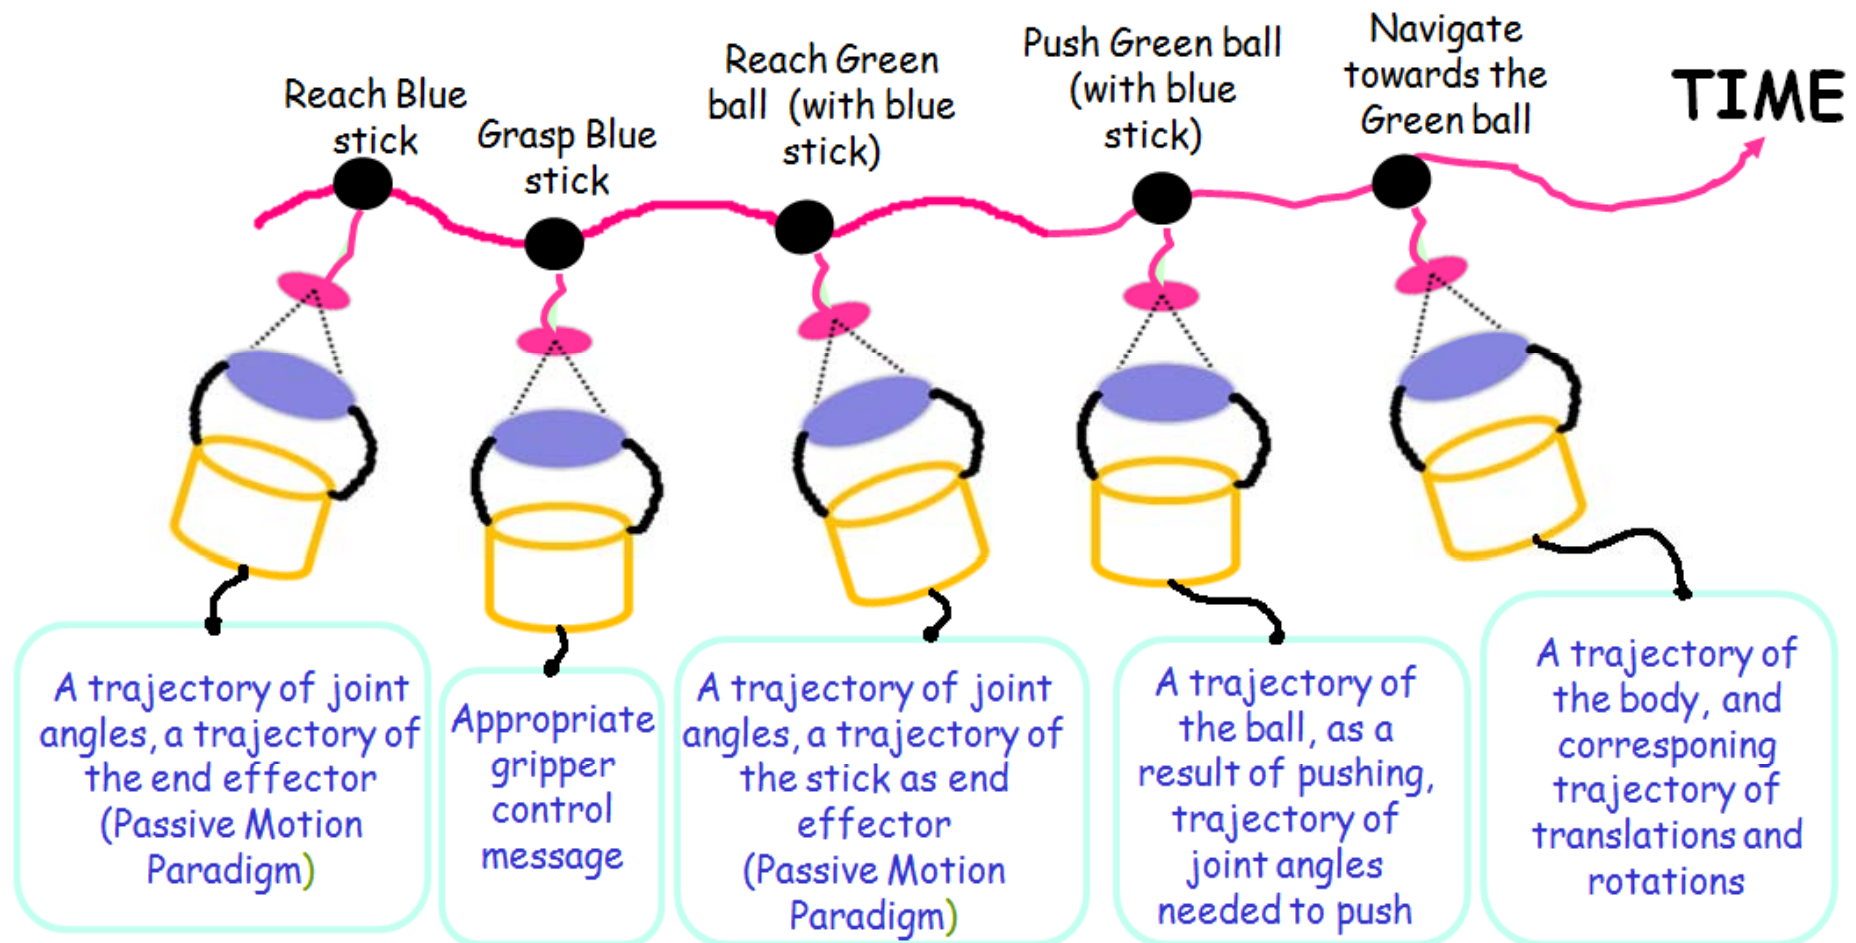 Reach Blue
stick
Grasp Blue
stick
Reach Green
ball (with blue
stick)
Push Green ball
(with blue
stick)
Navigate
towards the
Green ball
TIME
A trajectory of joint
angles, a trajectory of
the end effector
(Passive Motion
Paradigm)
Appropriate
gripper
control
message
A trajectory of joint
angles, a trajectory of
the stick as end
effector
(Passive Motion
Paradigm)
A trajectory of
the ball, as a
result of pushing,
trajectory of
joint angles
needed to push
A trajectory of
the body, and
corresponing
trajectory of
translations and
rotations